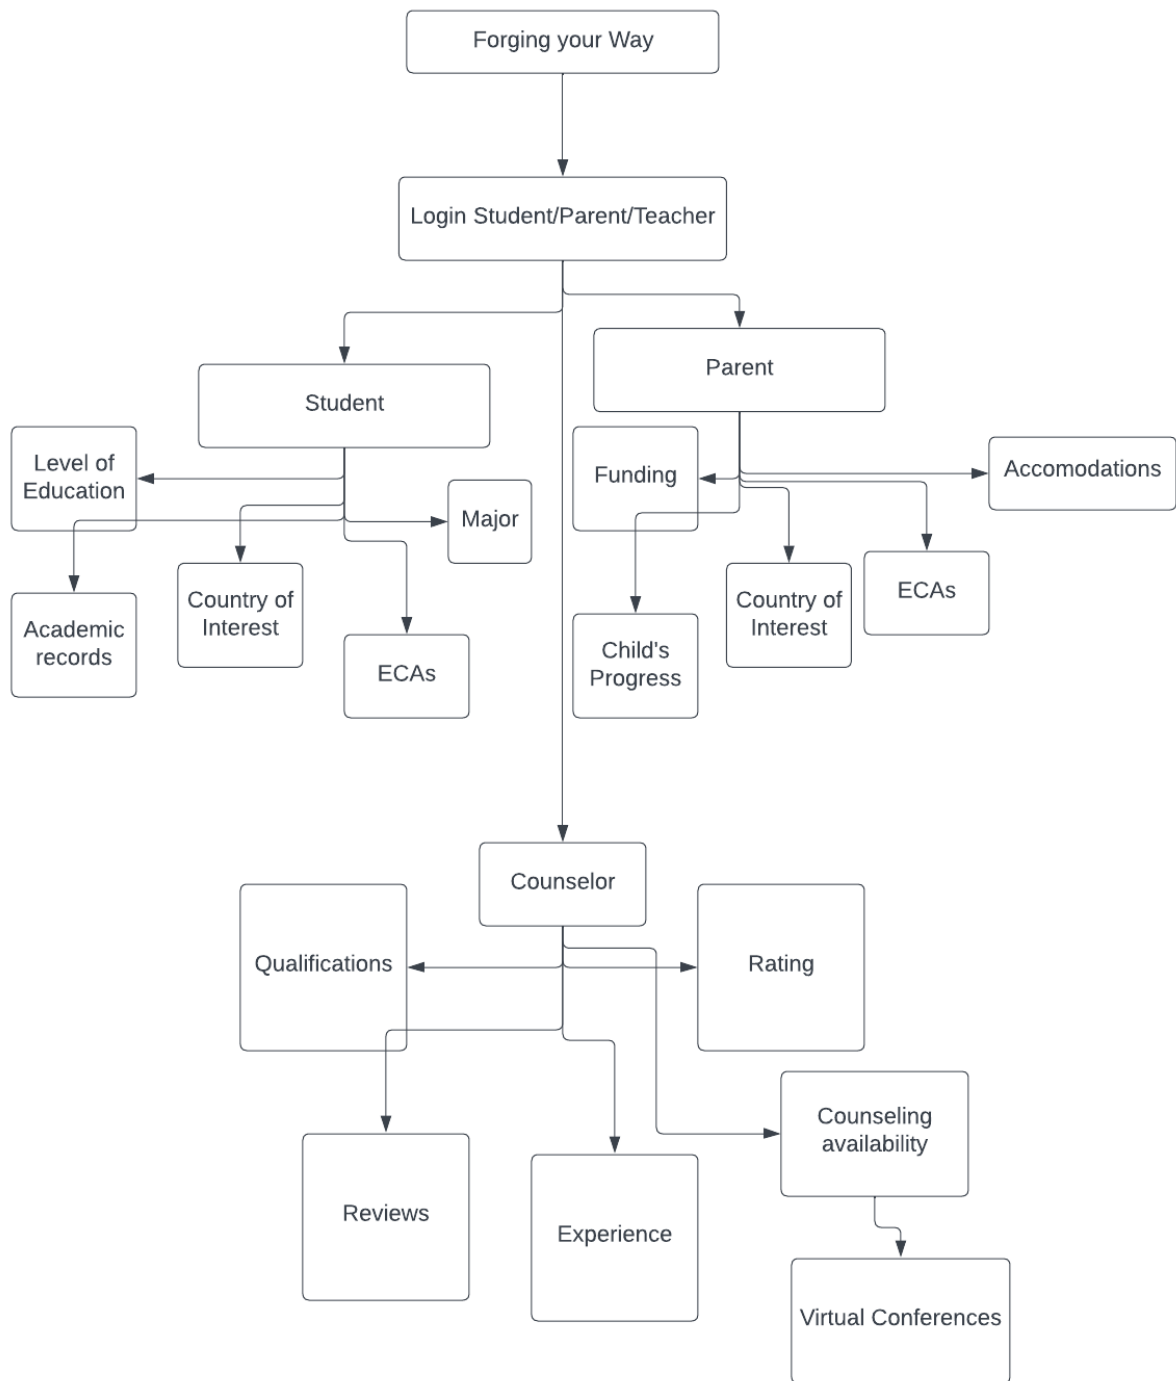 Forging your Way
Login Student/Parent/Teacher
Parent
Student
Level of
Education
Funding
Accomodations
Major
Country of
Interest
Academic
records
ECAs
Child's
Progress
Country of
Interest
ECAs
Counselor
Qualifications
Rating
Counseling
availability
Reviews
Experience
Virtual Conferences